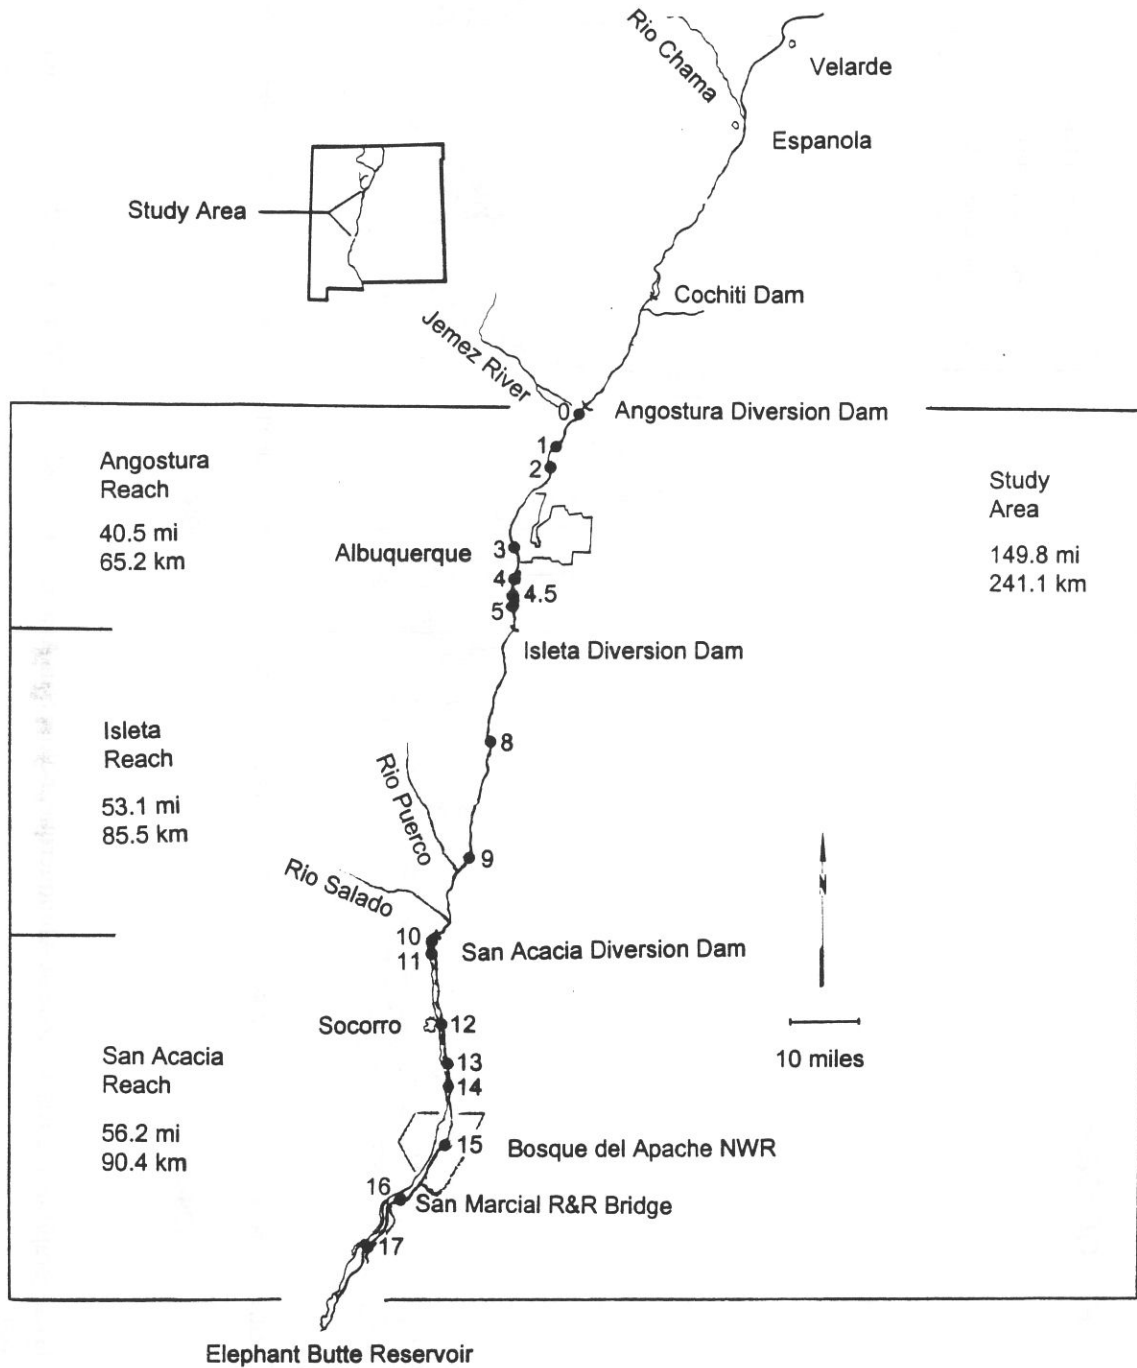 Rio Chama
Velarde
Espanola
Study Area
Cochiti Dam
Jemez River
0
Angostura Diversion Dam
1
2
Angostura
Reach
40.5 mi
65.2 km
Study
Area
149.8 mi
241.1 km
Albuquerque
3
4
4.5
5
Isleta Diversion Dam
Isleta
Reach
53.1 mi
85.5 km
8
Rio Puerco
9
Rio Salado
N
10
11
San Acacia Diversion Dam
Socorro
12
10 miles
13
14
San Acacia
Reach
56.2 mi
90.4 km
15
Bosque del Apache NWR
16
San Marcial R&R Bridge
17
Elephant Butte Reservoir